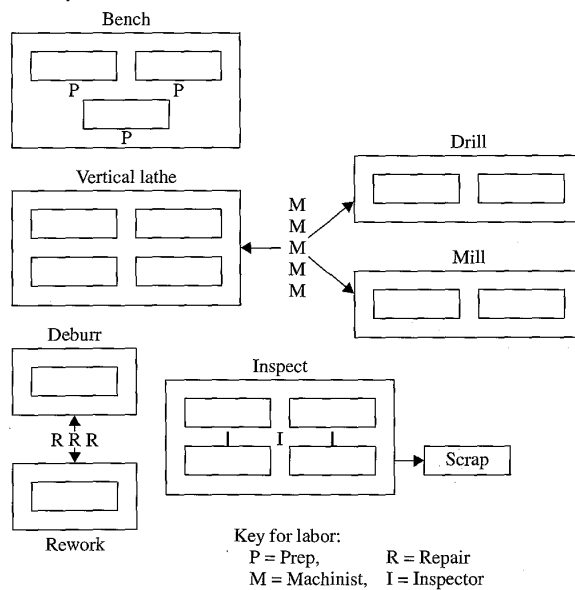 Bench
P P
P
Vertical lathe
Drill
M
M
M
M
M
Mill
Deburr
R R R
Rework
Inspect
I I I
Scrap
Key for labor:
P = Prep, R = Repair
M = Machinist, I = Inspector